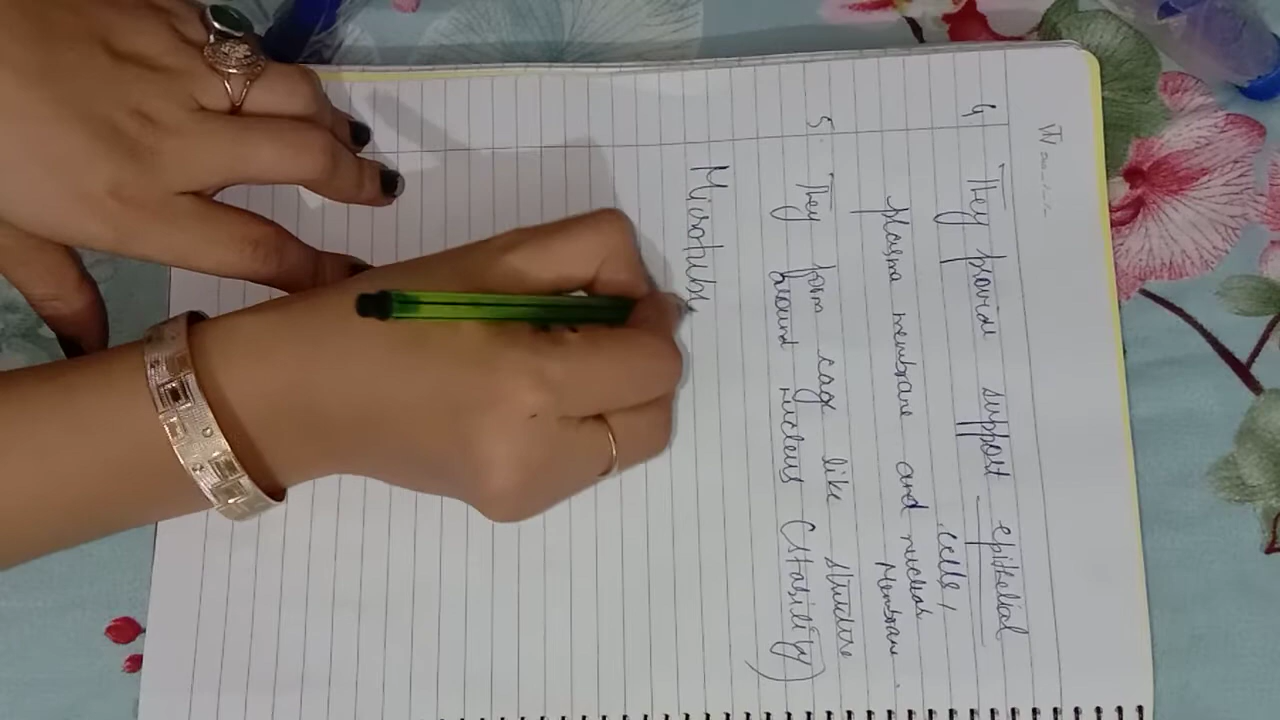 4 They provide support epithelial
cells,
plasma membrane and nuclear
Membrane.
5. They form cage like structure
around nucleus (stability)
Microtubu